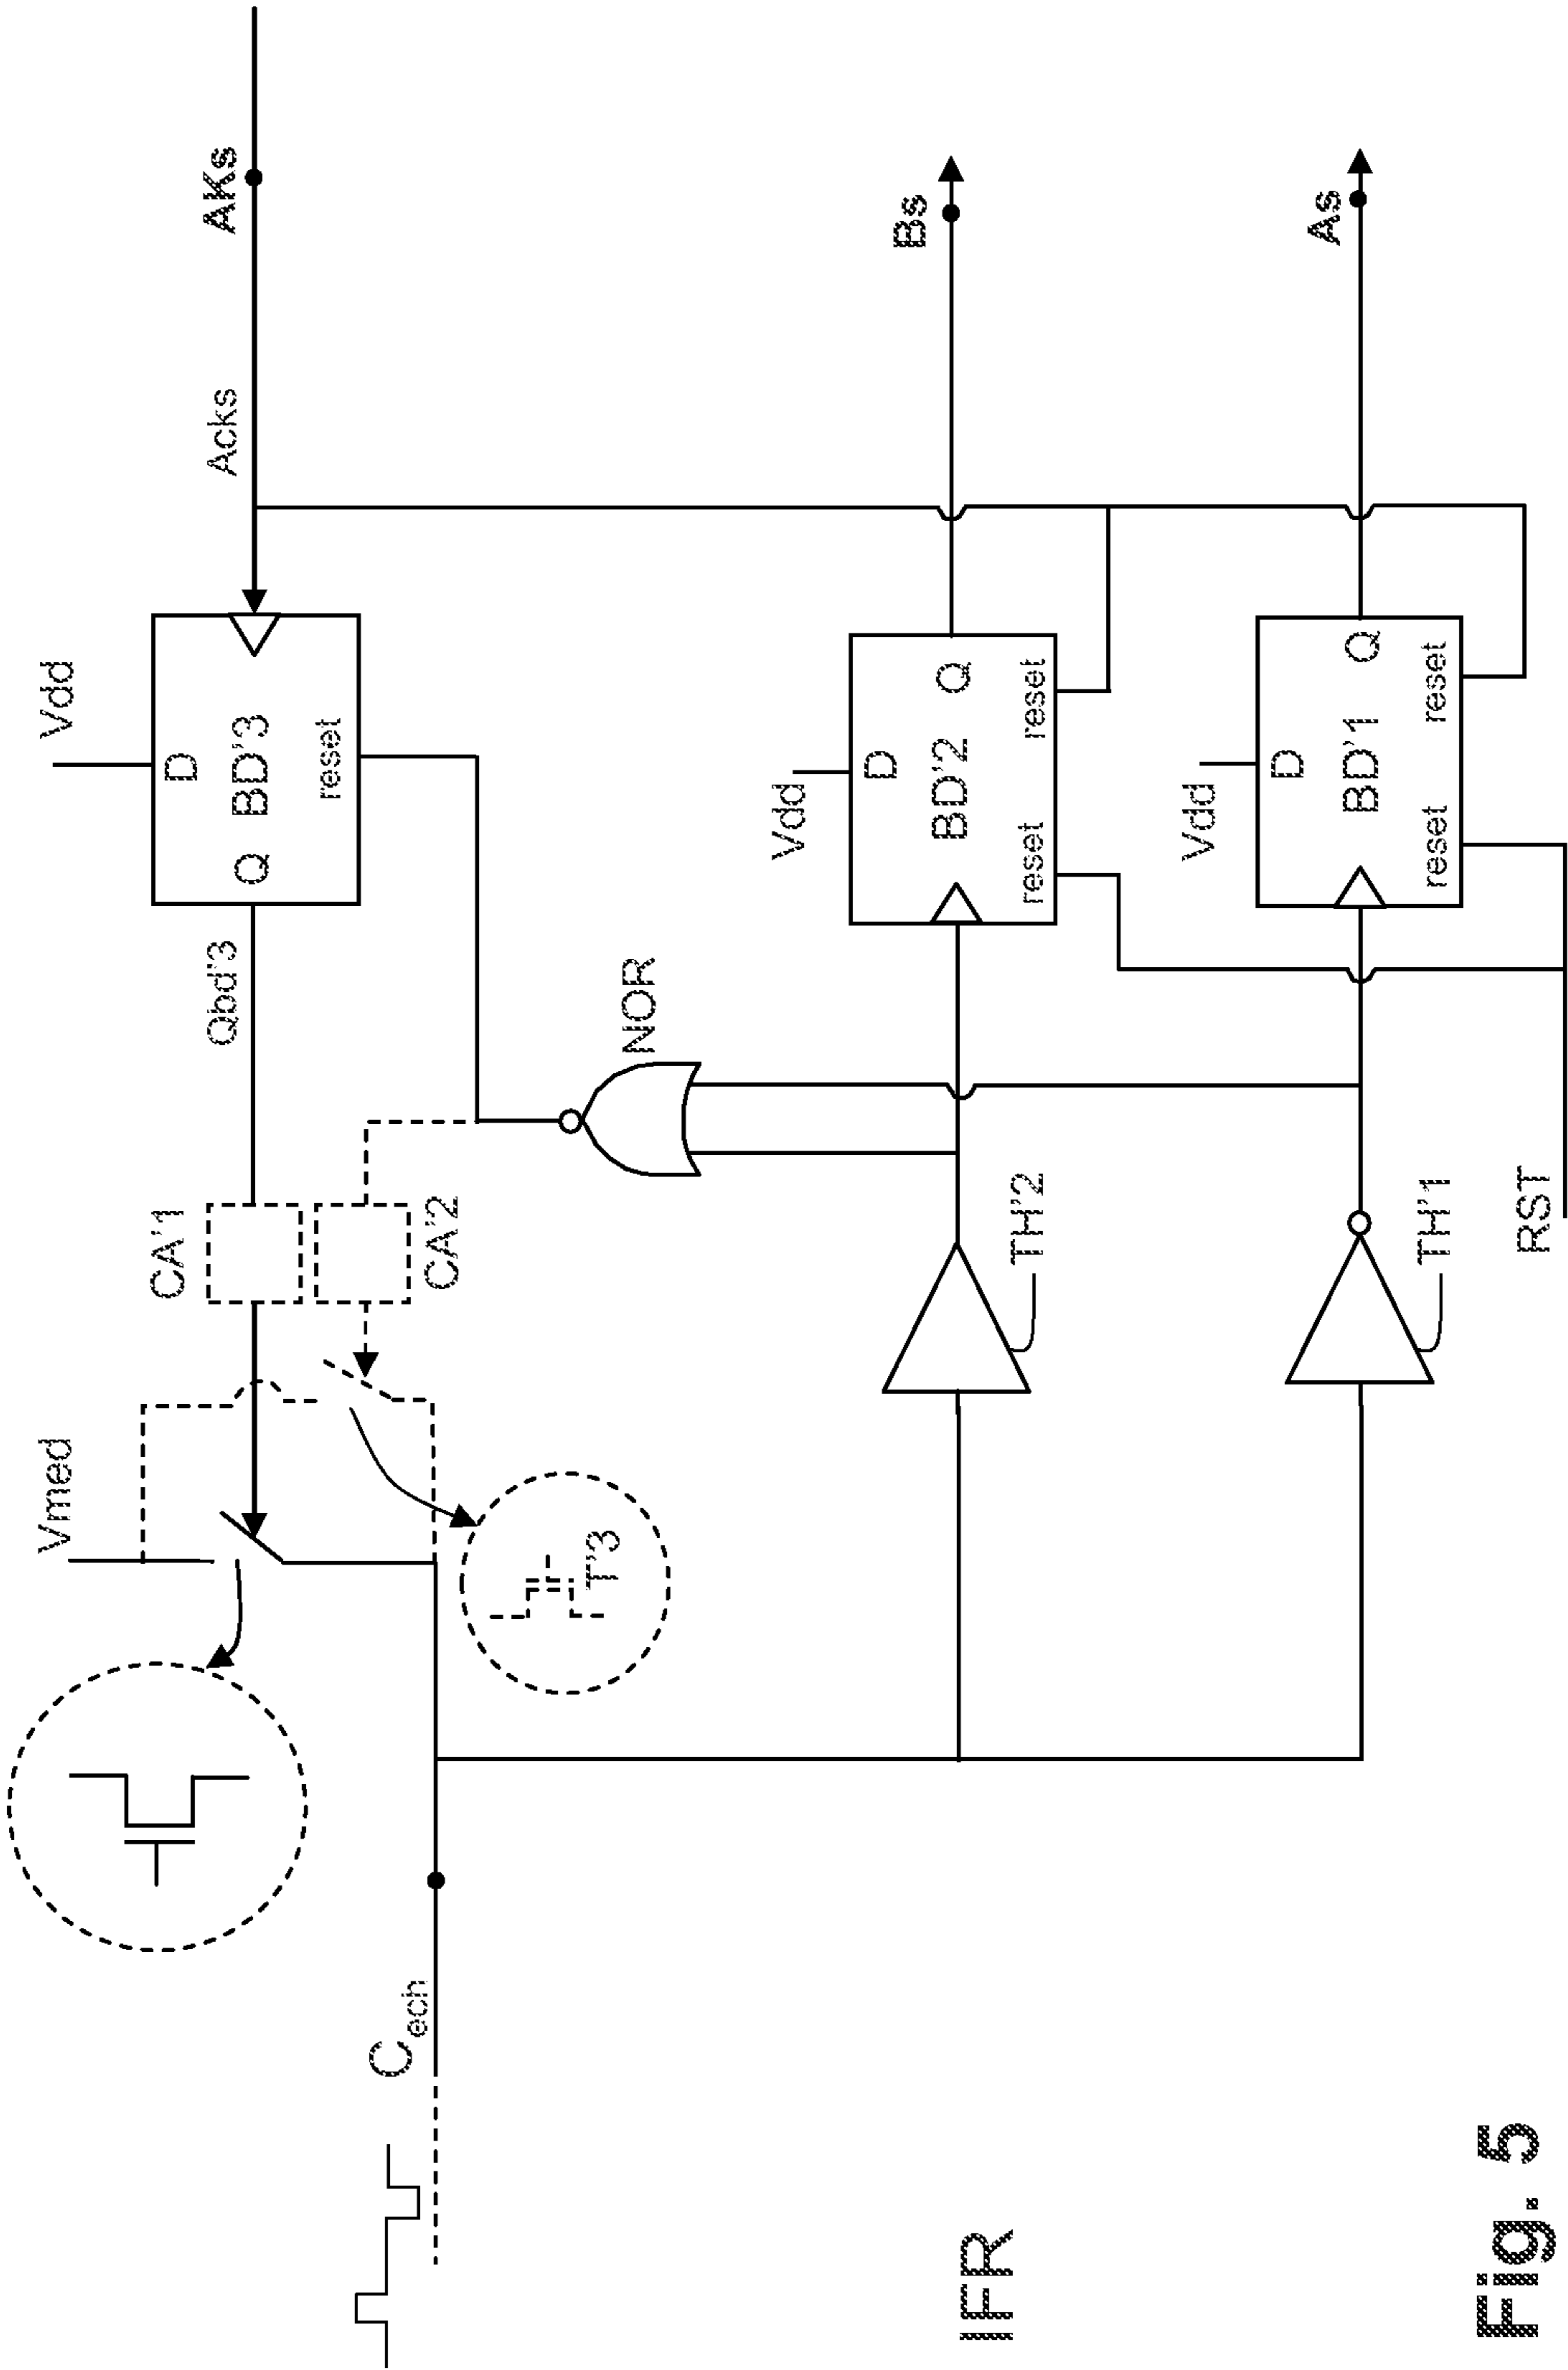 Vmed
CA'1
Qbd'3
Vdd
Q
D
BD'3
reset
Acks
AKs
CA'2
T'3
C ech
NOR
Vdd
D
BD'2
Q
reset
reset
Bs
TH'2
IFR
Vdd
D
BD'1
Q
reset
reset
As
TH'1
RST
Fig. 5